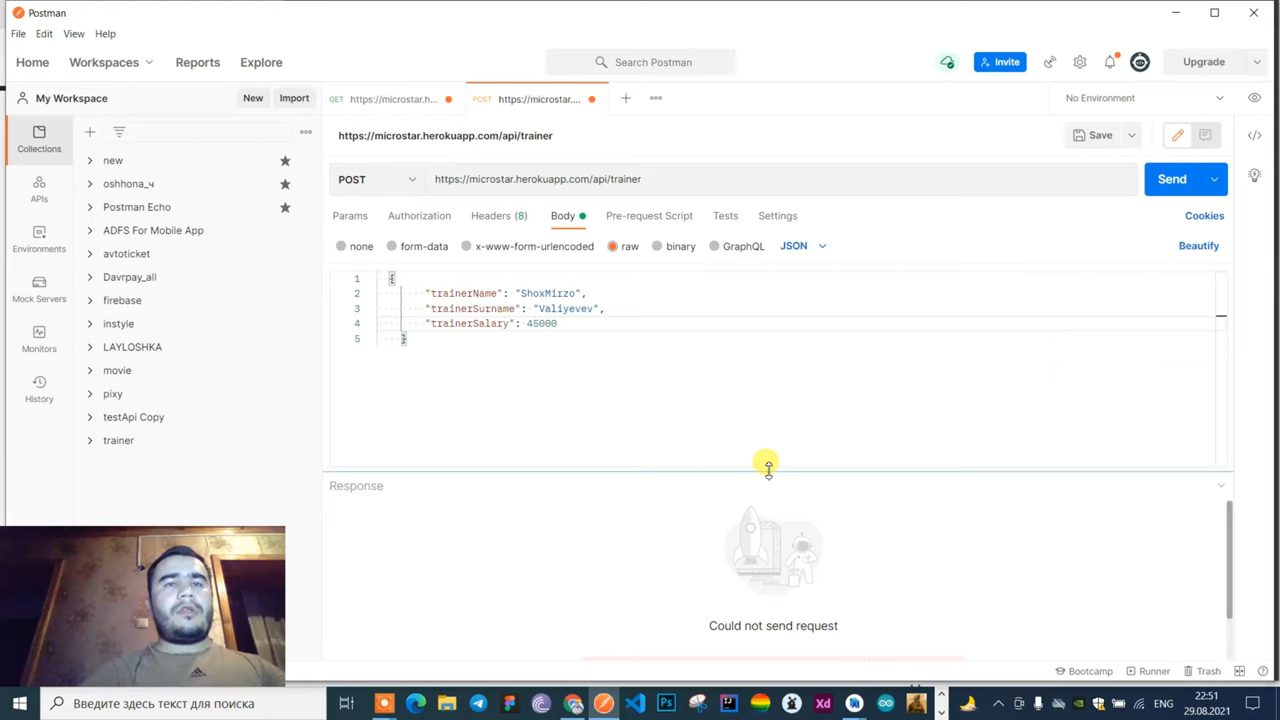 Postman
File Edit View Help
Home Workspaces Reports Explore Search Postman Invite Upgrade
My Workspace New Import GET https://microstar.h... POST https://microstar.... No Environment
Collections
APIs
Environments
Mock Servers
Monitors
History
new
oshhona_ч
Postman Echo
ADFS For Mobile App
avtoticket
Davrpay_all
firebase
instyle
LAYLOSHKA
movie
pixy
testApi Copy
trainer
https://microstar.herokuapp.com/api/trainer Save
POST https://microstar.herokuapp.com/api/trainer Send
Params Authorization Headers (8) Body Pre-request Script Tests Settings Cookies
none form-data x-www-form-urlencoded raw binary GraphQL JSON Beautify
1 {
2 "trainerName": "ShoxMirzo",
3 "trainerSurname": "Valiyevev",
4 "trainerSalary": 45000
5 }
Response
Could not send request
Bootcamp Runner Trash
Введите здесь текст для поиска
Ps
Xd
ENG
22:51
29.08.2021